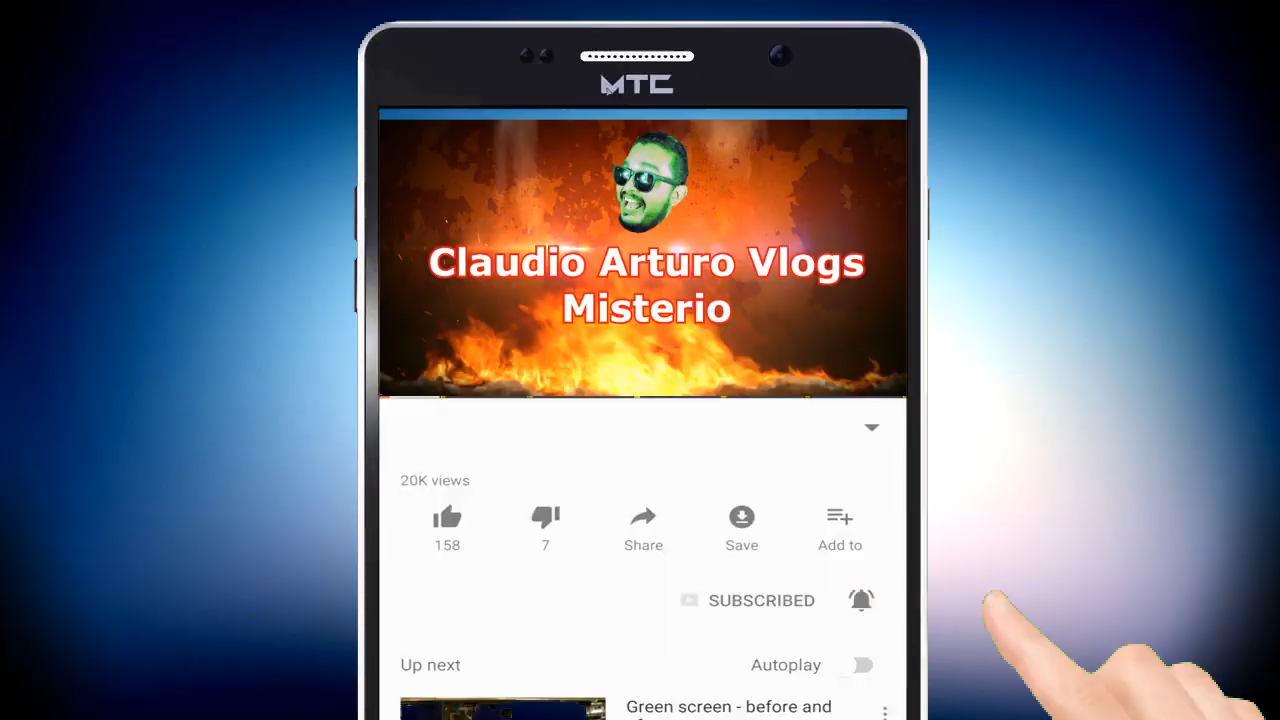 MTC
Claudio Arturo Vlogs
Misterio
20K views
158
7
Share
Save
Add to
SUBSCRIBED
Up next
Autoplay
Green screen - before and